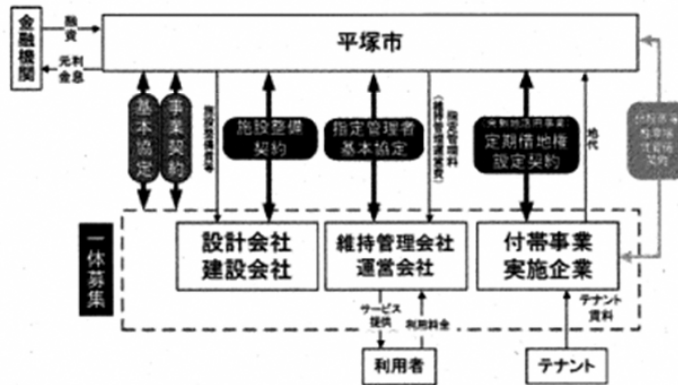 金融機関
融資
元利
金息
平塚市
基本協定
事業契約
施設整備費等
施設整備
契約
指定管理者
基本協定
指定管理料
(維持管理運営費)
定期借地権
設定契約
地代
契約
一体募集
設計会社
建設会社
維持管理会社
運営会社
付帯事業
実施企業
サービス
提供
利用料金
テナント
賃料
利用者
テナント